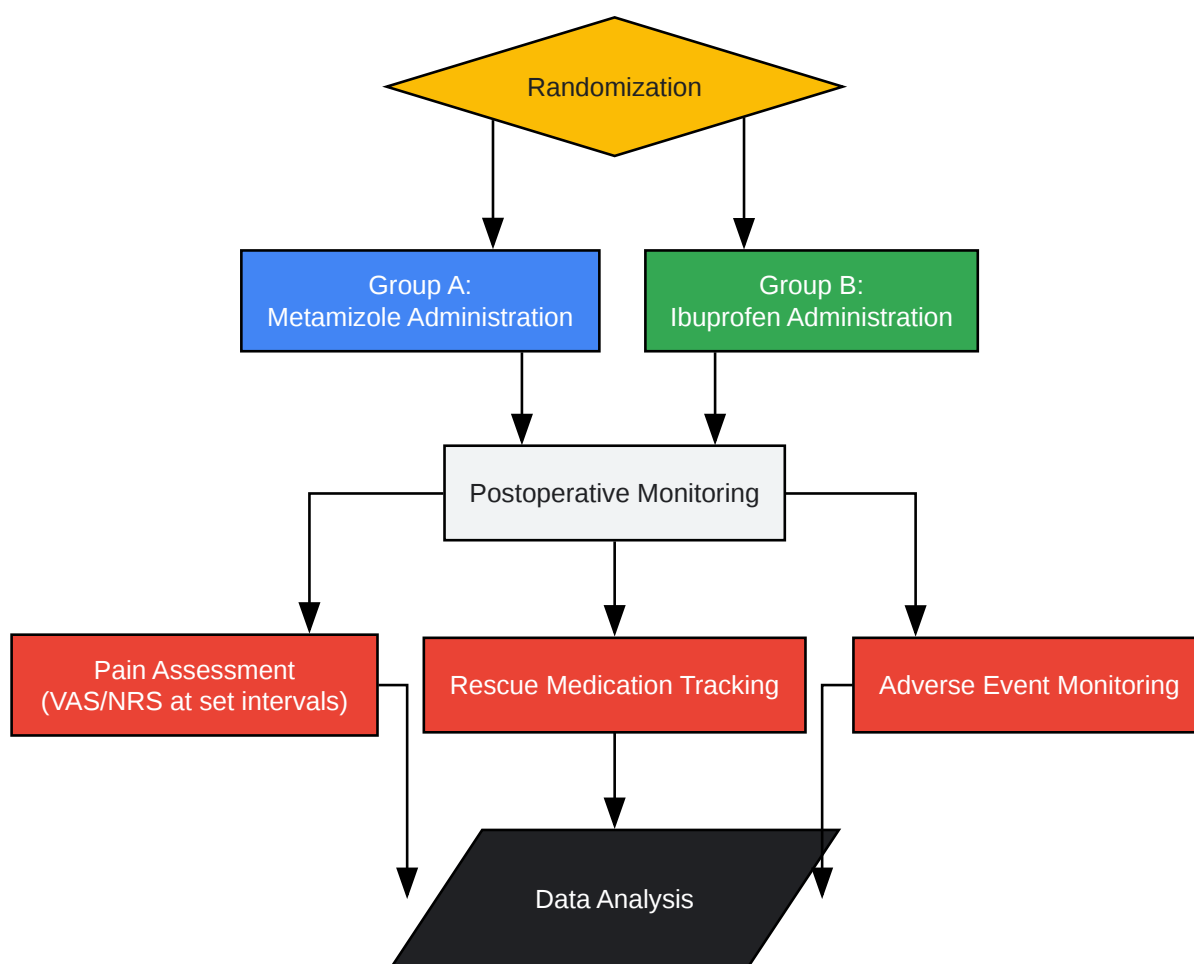 Randomization
Group A:
Metamizole Administration
Group B:
Ibuprofen Administration
Postoperative Monitoring
Pain Assessment
(VAS/NRS at set intervals)
Rescue Medication Tracking
Adverse Event Monitoring
Data Analysis